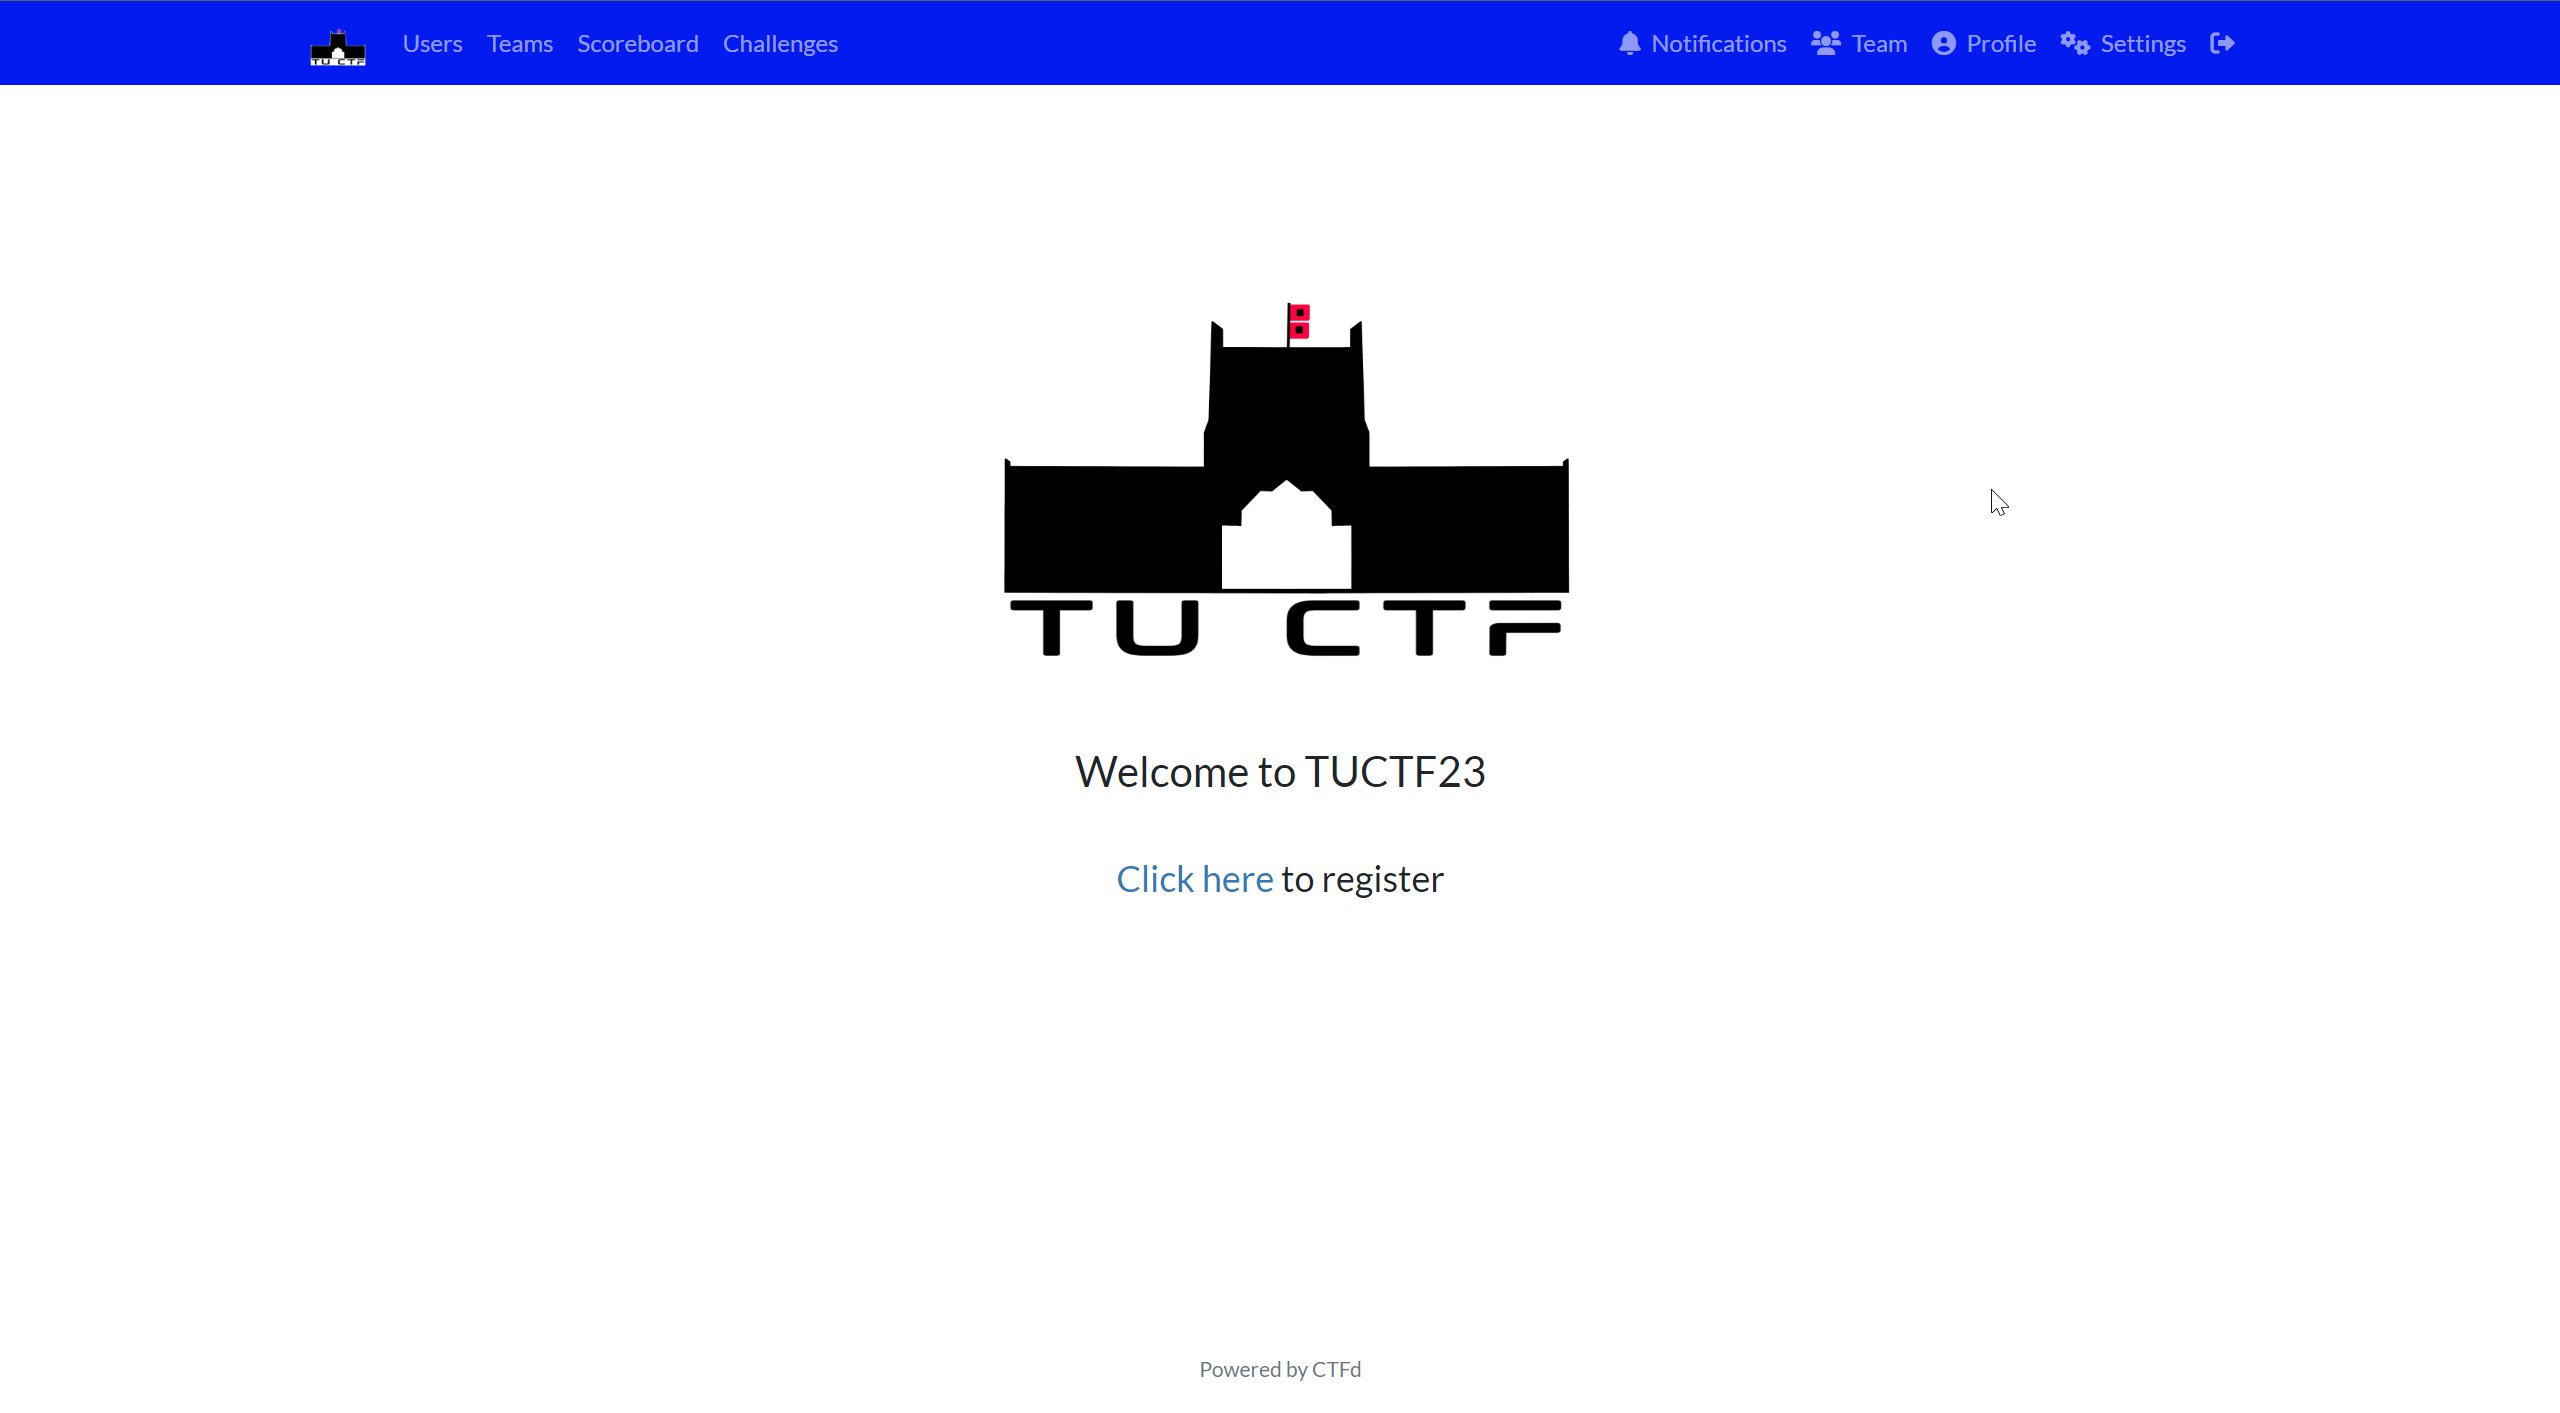 TU CTF Users Teams Scoreboard Challenges Notifications Team Profile Settings
TU CTF
Welcome to TUCTF23
Click here to register
Powered by CTFd